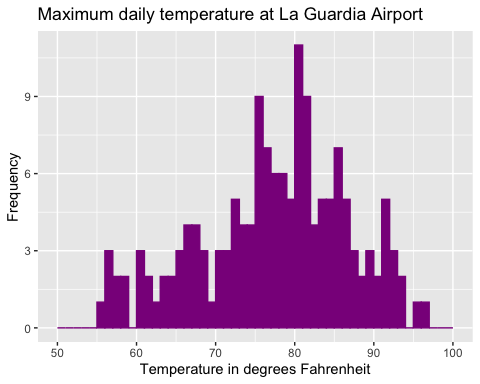 Maximum daily temperature at La Guardia Airport
9
6
3
0
Frequency
50 60 70 80 90 100
Temperature in degrees Fahrenheit